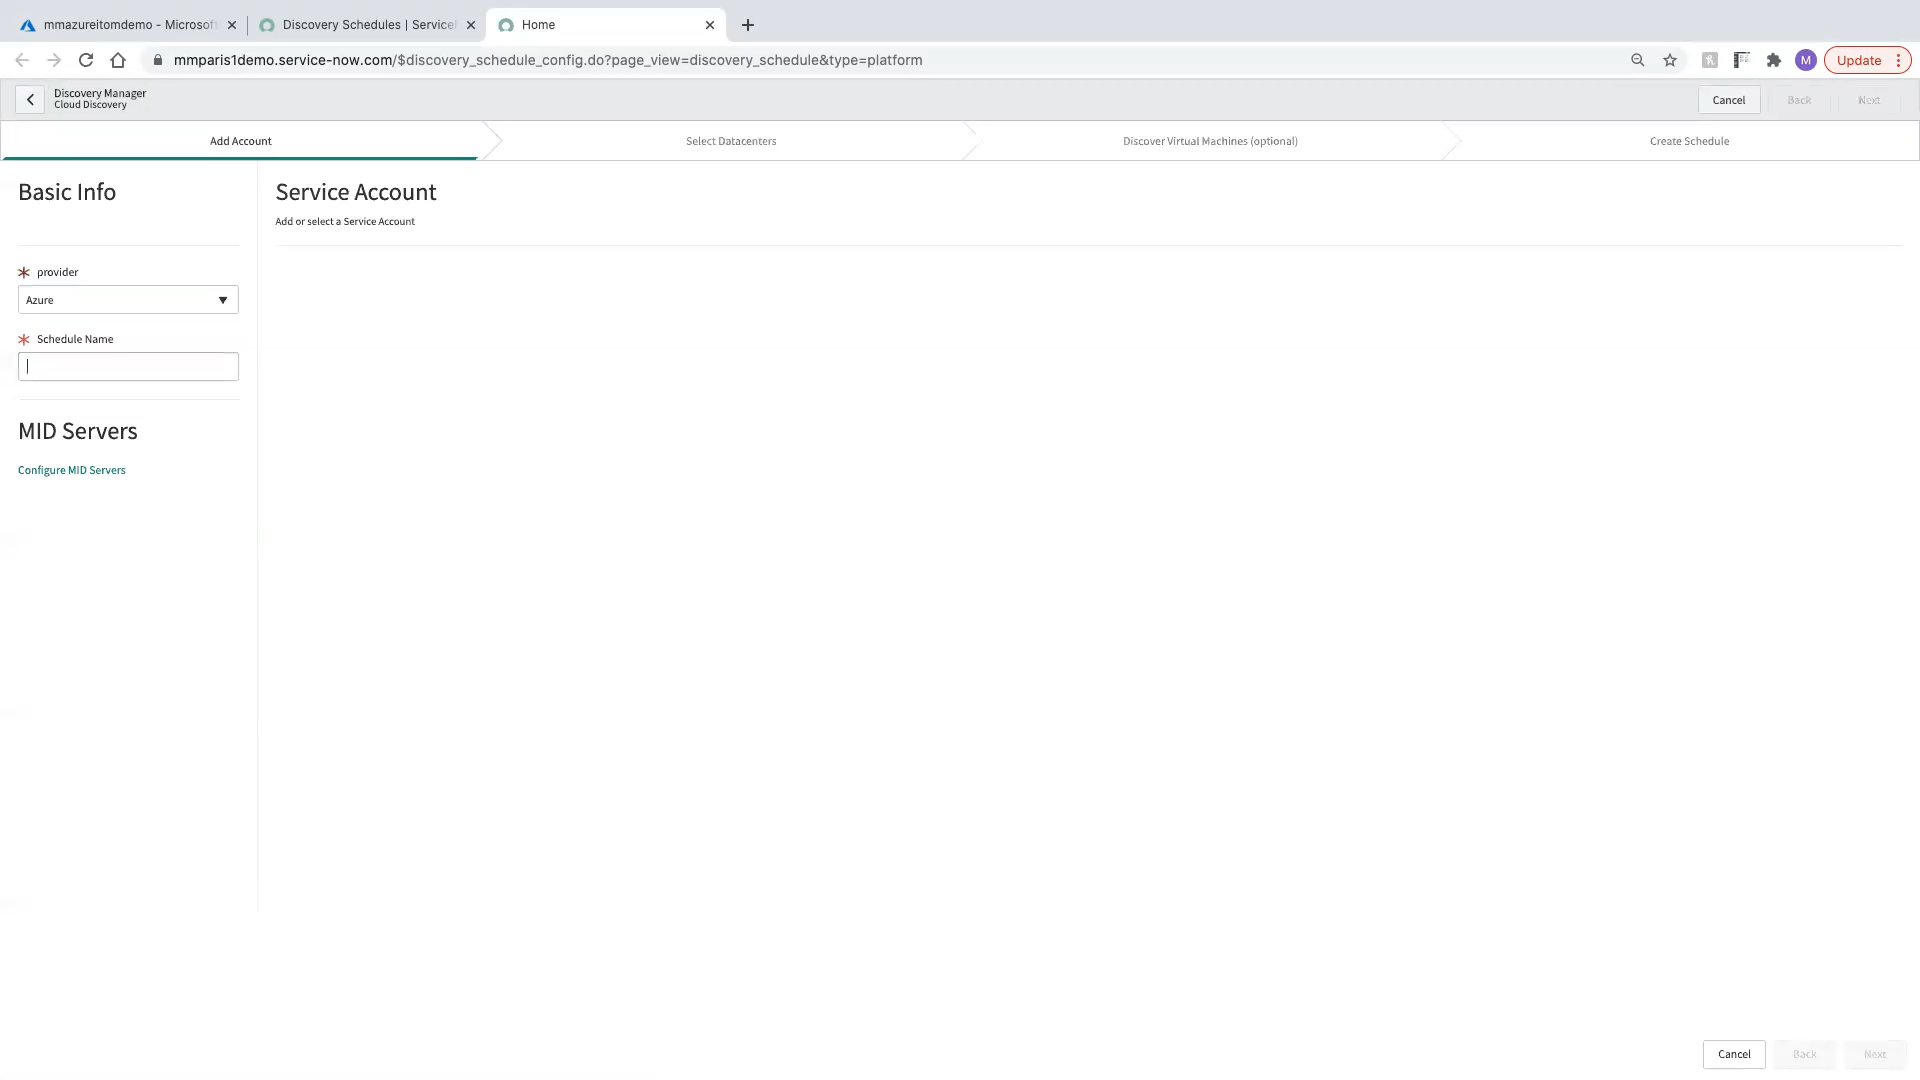 mmazureitomdemo - Microsoft
Discovery Schedules | Service
Home
mmparis1demo.service-now.com/$discovery_schedule_config.do?page_view=discovery_schedule&type=platform
M
Update
Discovery Manager
Cloud Discovery
Cancel
Back
Next
Add Account
Select Datacenters
Discover Virtual Machines (optional)
Create Schedule
Basic Info
Service Account
Add or select a Service Account
provider
Azure
Schedule Name
MID Servers
Configure MID Servers
Cancel
Back
Next